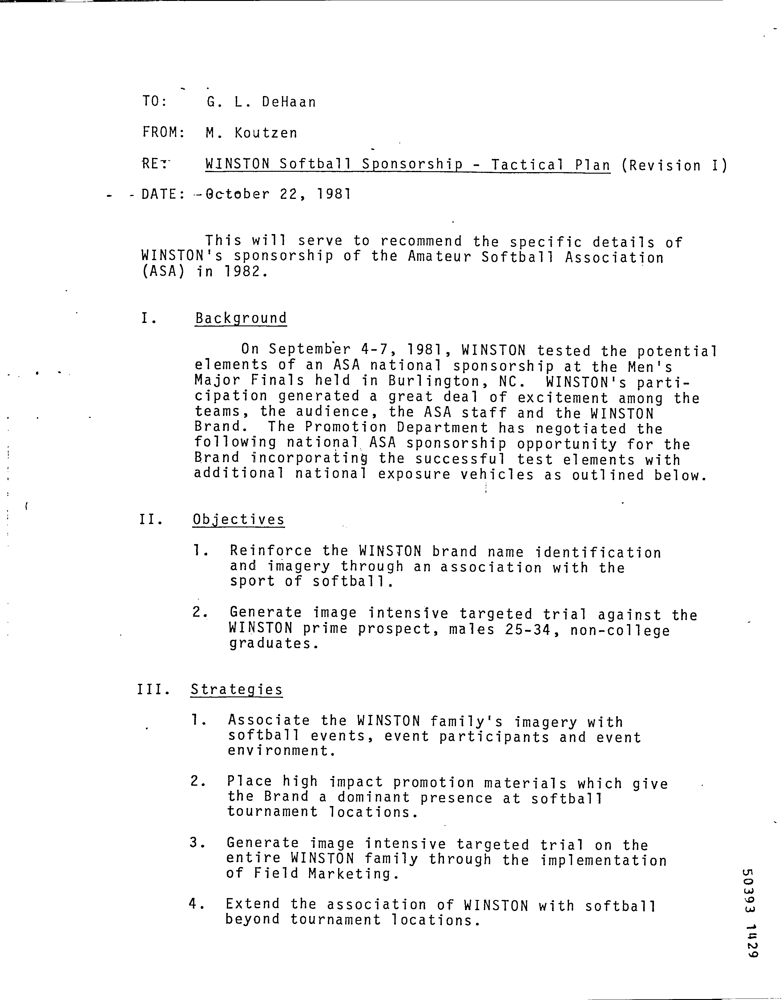 TO: G. L. DeHaan
FROM: M. Koutzen
RE: WINSTON Softball Sponsorship - Tactical Plan (Revision I)
DATE: October 22, 1981
This will serve to recommend the specific details of
WINSTON's sponsorship of the Amateur Softball Association
(ASA) in 1982.
I. Background
On September 4-7, 1981, WINSTON tested the potential
elements of an ASA national sponsorship at the Men's
Major Finals held in Burlington, NC. WINSTON's parti-
cipation generated a great deal of excitement among the
teams, the audience, the ASA staff and the WINSTON
Brand. The Promotion Department has negotiated the
following national ASA sponsorship opportunity for the
Brand incorporating the successful test elements with
additional national exposure vehicles as outlined below.
II. Objectives
1. Reinforce the WINSTON brand name identification
and imagery through an association with the
sport of softball.
2. Generate image intensive targeted trial against the
WINSTON prime prospect, males 25-34, non-college
graduates.
III. Strategies
1. Associate the WINSTON family's imagery with
softball events, event participants and event
environment.
2. Place high impact promotion materials which give
the Brand a dominant presence at softball
tournament locations.
3. Generate image intensive targeted trial on the
entire WINSTON family through the implementation
of Field Marketing.
4. Extend the association of WINSTON with softball
beyond tournament locations.
50393 1429